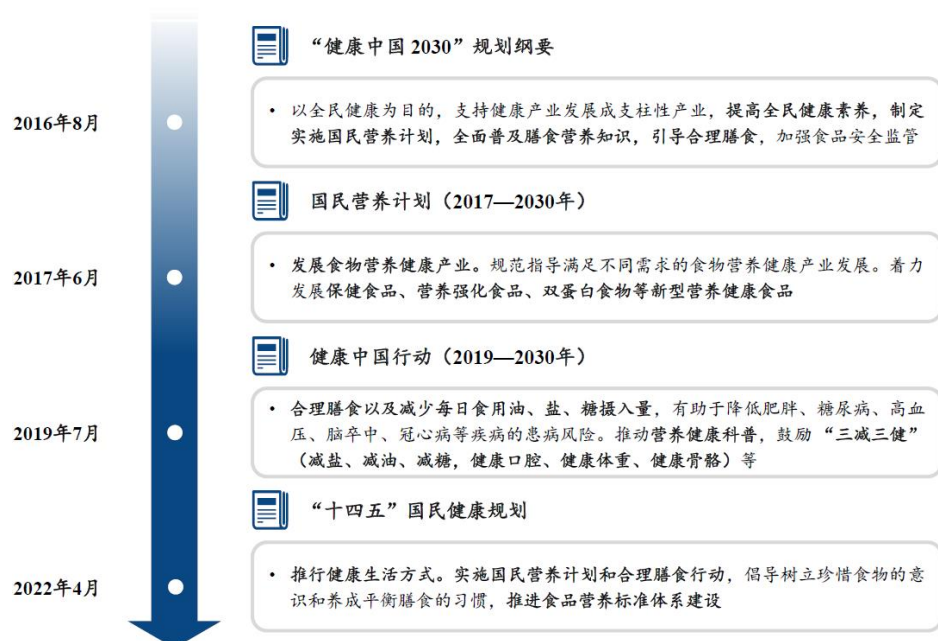 “健康中国 2030”规划纲要
2016年8月
• 以全民健康为目的，支持健康产业发展成支柱性产业，提高全民健康素养，制定
实施国民营养计划，全面普及膳食营养知识，引导合理膳食，加强食品安全监管
国民营养计划（2017—2030年）
2017年6月
• 发展食物营养健康产业。规范指导满足不同需求的食物营养健康产业发展。着力
发展保健食品、营养强化食品、双蛋白食物等新型营养健康食品
健康中国行动（2019—2030年）
2019年7月
• 合理膳食以及减少每日食用油、盐、糖摄入量，有助于降低肥胖、糖尿病、高血
压、脑卒中、冠心病等疾病的患病风险。推动营养健康科普，鼓励 “三减三健”
（减盐、减油、减糖，健康口腔、健康体重、健康骨骼）等
“十四五”国民健康规划
2022年4月
• 推行健康生活方式。实施国民营养计划和合理膳食行动，倡导树立珍惜食物的意
识和养成平衡膳食的习惯，推进食品营养标准体系建设